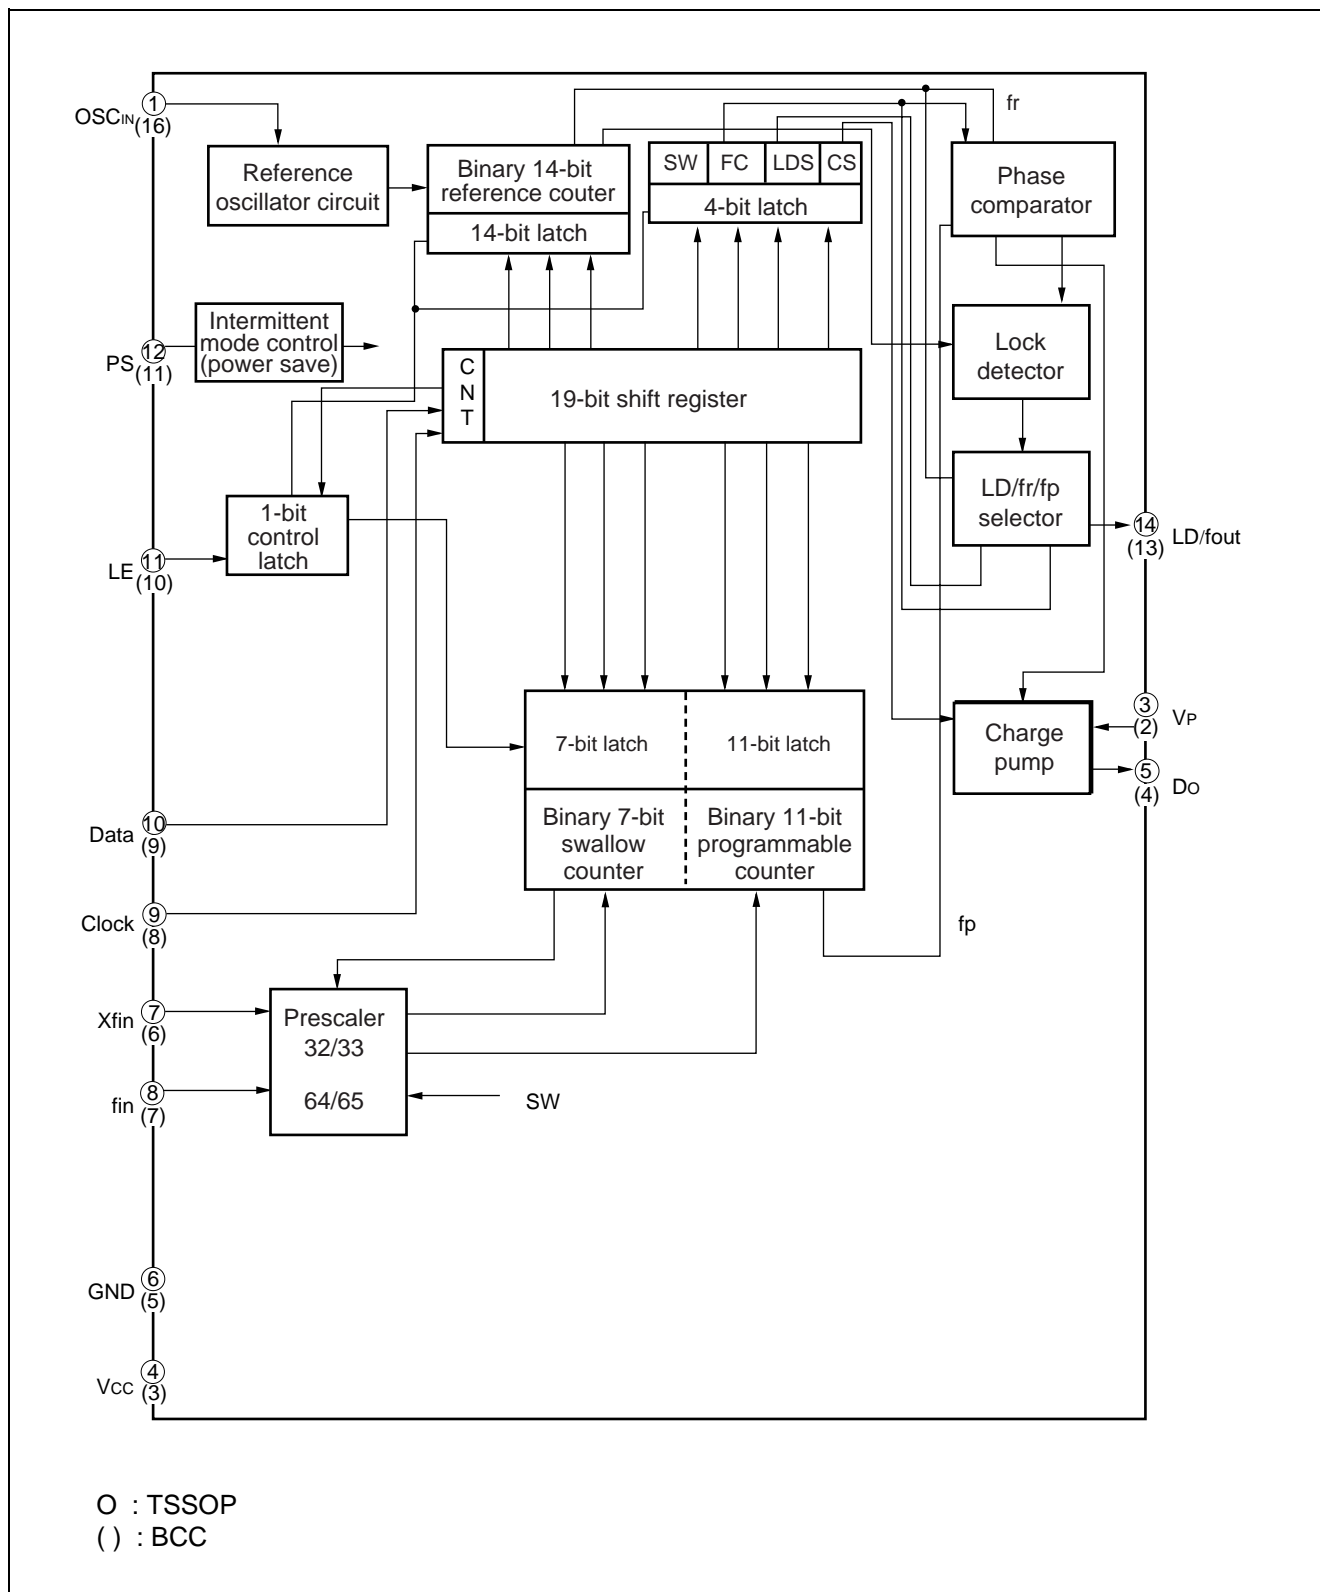 1
OSCIN
(16)
Reference
oscillator circuit
Binary 14-bit
reference couter
14-bit latch
SW
FC
LDS
CS
4-bit latch
fr
Phase
comparator
Intermittent
mode control
(power save)
12
PS
(11)
C
N
T
19-bit shift register
Lock
detector
1-bit
control
latch
11
LE
(10)
LD/fr/fp
selector
14
(13)
LD/fout
7-bit latch
11-bit latch
Charge
pump
3
(2)
VP
5
(4)
DO
10
Data
(9)
Binary 7-bit
swallow
counter
Binary 11-bit
programmable
counter
9
Clock
(8)
fp
7
Xfin
(6)
Prescaler
32/33
64/65
8
fin
(7)
SW
6
GND
(5)
4
VCC
(3)
O : TSSOP
( ) : BCC